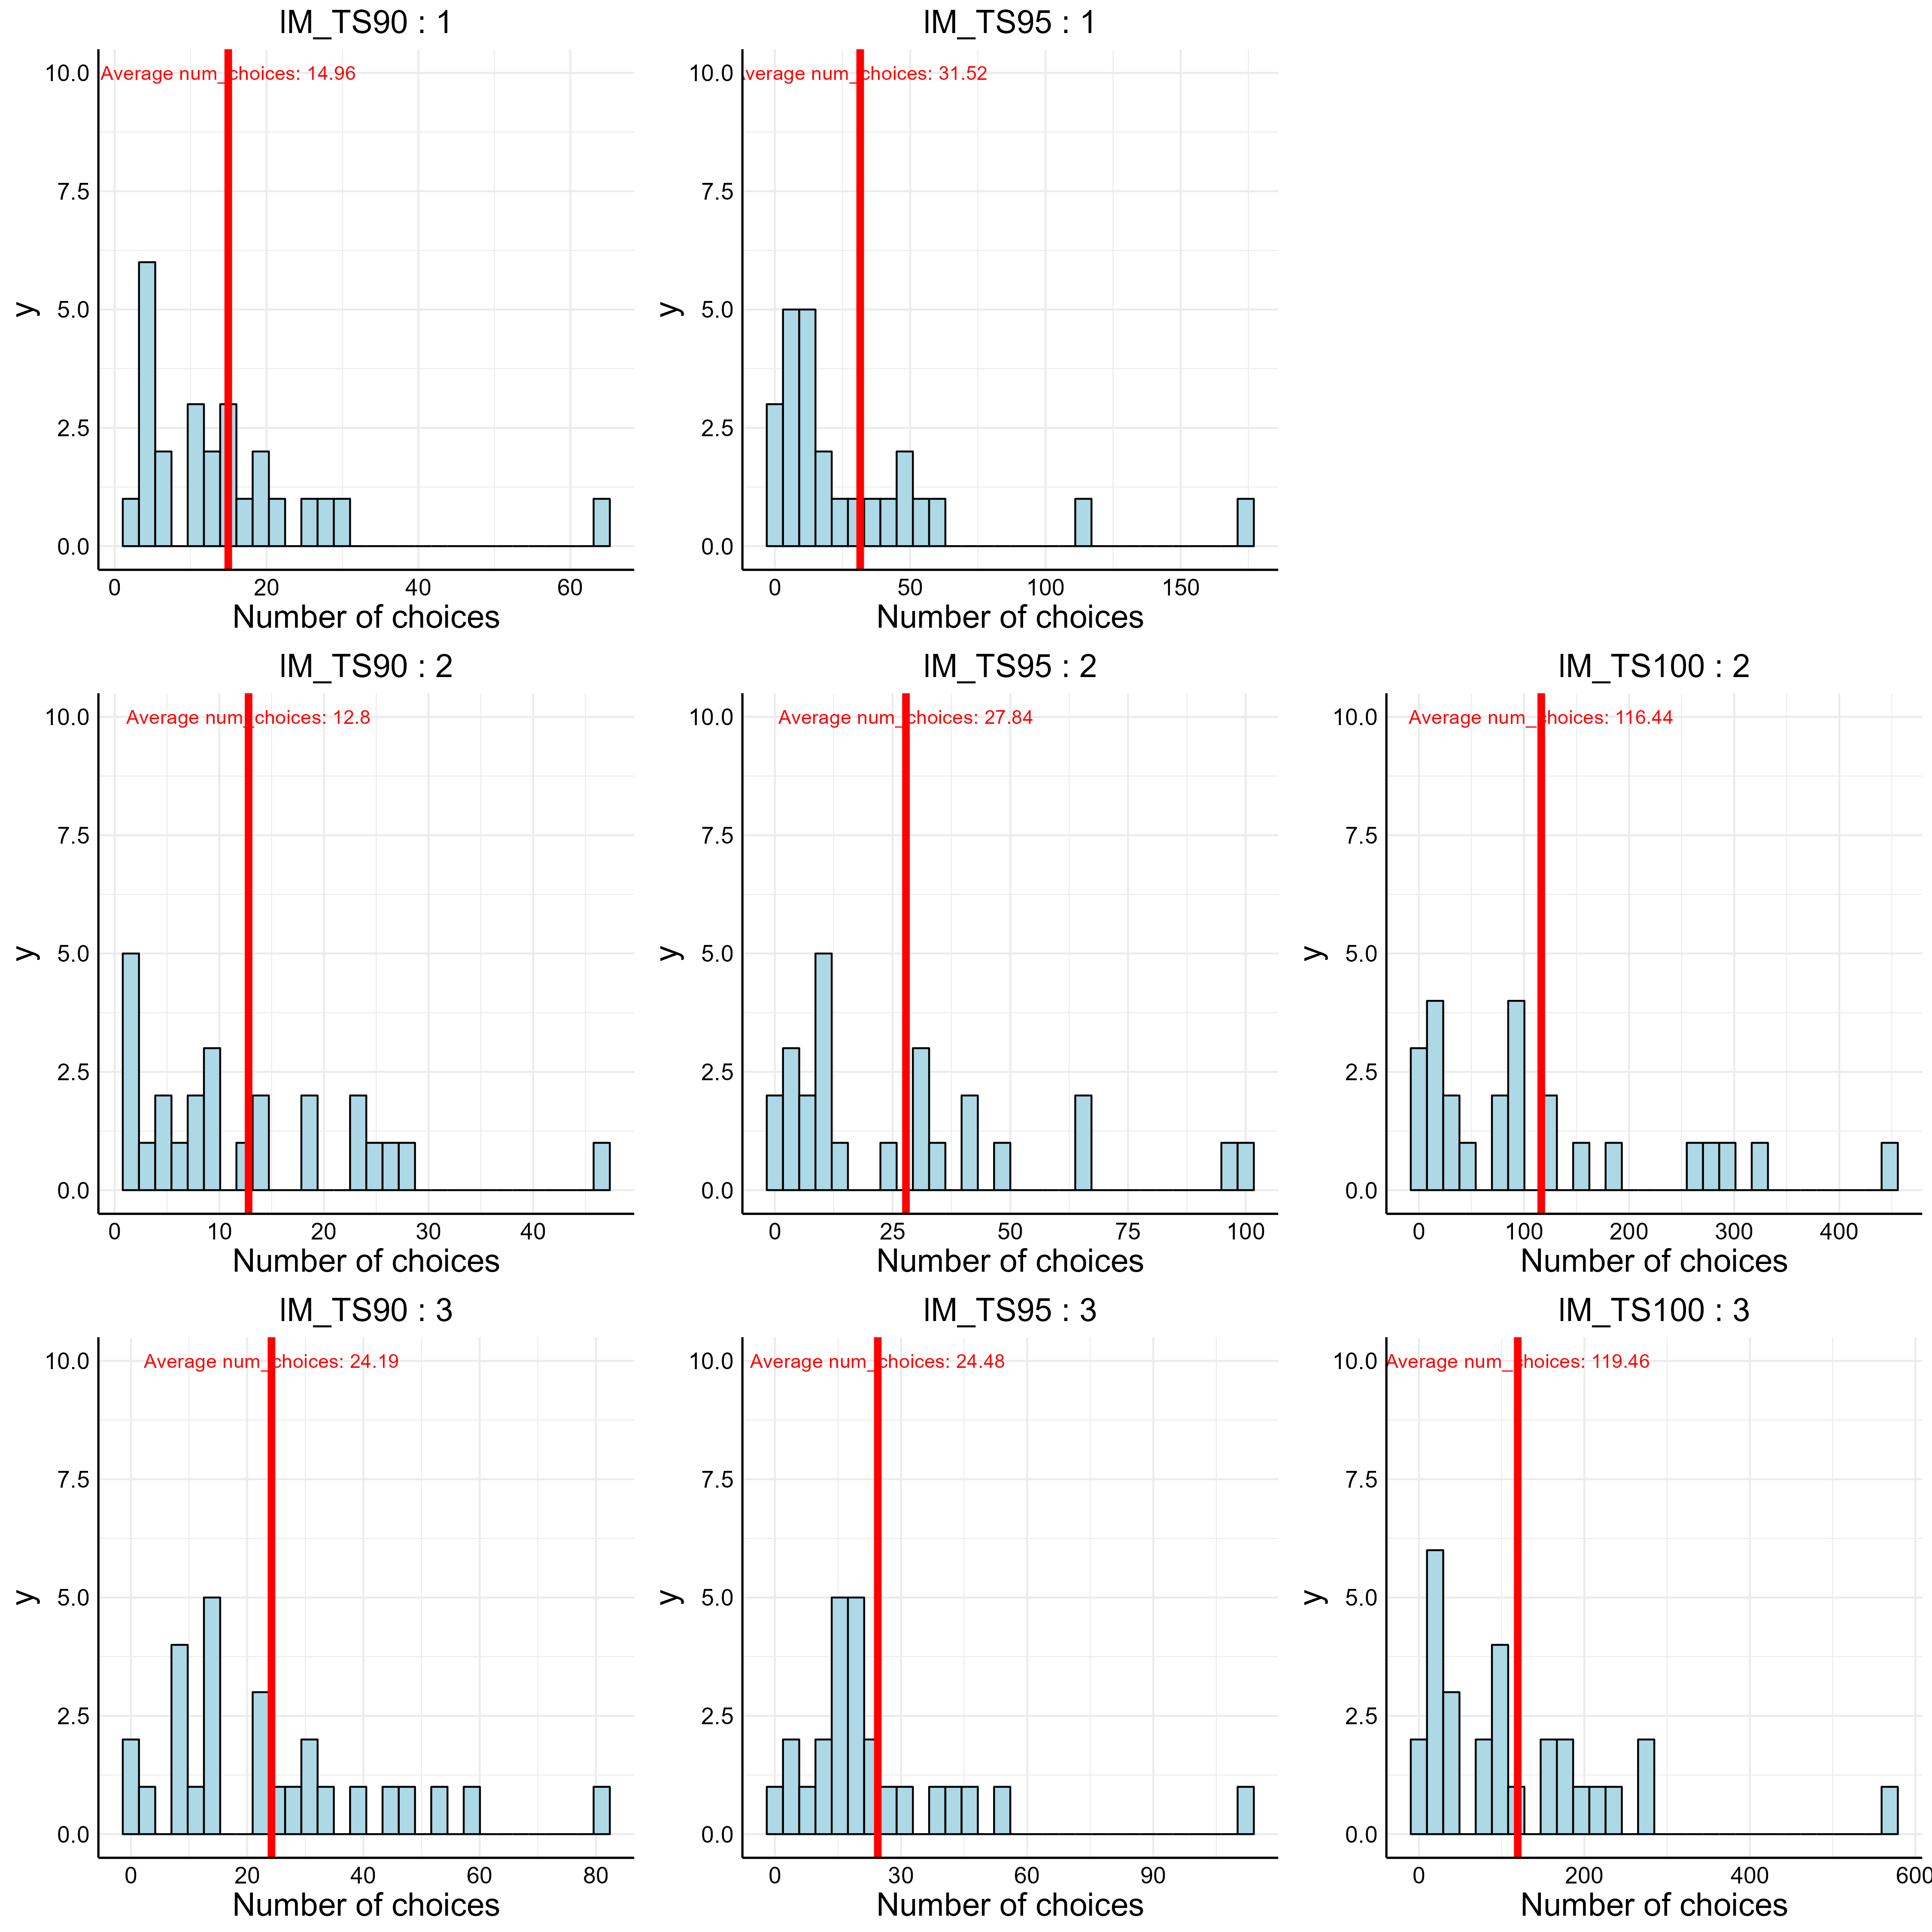 IM_TS90 : 1
Average num_choices: 14.96
10.0
7.5
5.0
2.5
0.0
y
0 20 40 60
Number of choices
IM_TS95 : 1
Average num_choices: 31.52
10.0
7.5
5.0
2.5
0.0
y
0 50 100 150
Number of choices
IM_TS90 : 2
Average num_choices: 12.8
10.0
7.5
5.0
2.5
0.0
y
0 10 20 30 40
Number of choices
IM_TS95 : 2
Average num_choices: 27.84
10.0
7.5
5.0
2.5
0.0
y
0 25 50 75 100
Number of choices
IM_TS100 : 2
Average num_choices: 116.44
10.0
7.5
5.0
2.5
0.0
y
0 100 200 300 400
Number of choices
IM_TS90 : 3
Average num_choices: 24.19
10.0
7.5
5.0
2.5
0.0
y
0 20 40 60 80
Number of choices
IM_TS95 : 3
Average num_choices: 24.48
10.0
7.5
5.0
2.5
0.0
y
0 30 60 90
Number of choices
IM_TS100 : 3
Average num_choices: 119.46
10.0
7.5
5.0
2.5
0.0
y
0 200 400 600
Number of choices